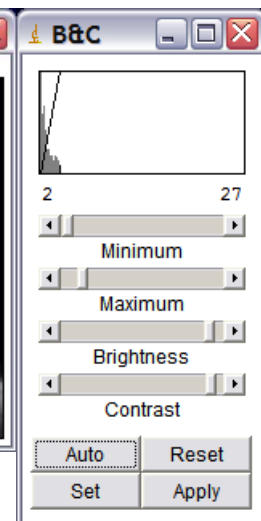 B&C
2 27
Minimum
Maximum
Brightness
Contrast
Auto Reset
Set Apply